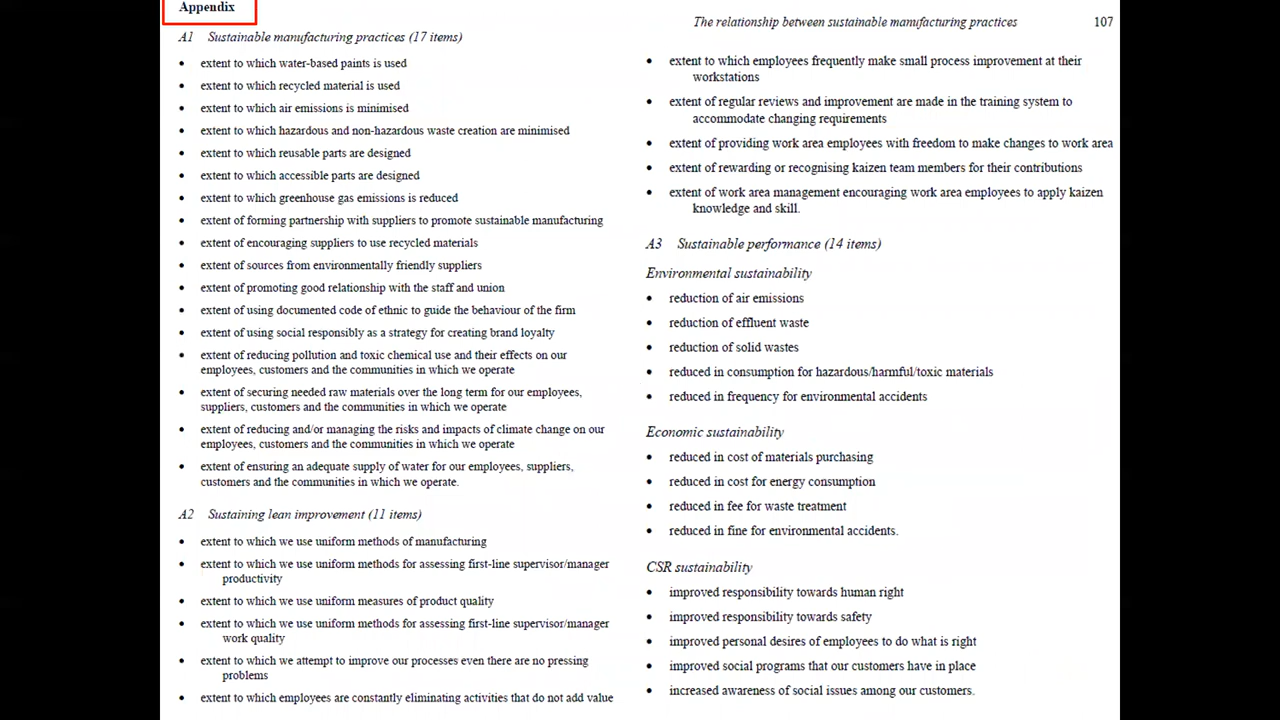 Appendix
A1 Sustainable manufacturing practices (17 items)
• extent to which water-based paints is used
• extent to which recycled material is used
• extent to which air emissions is minimised
• extent to which hazardous and non-hazardous waste creation are minimised
• extent to which reusable parts are designed
• extent to which accessible parts are designed
• extent to which greenhouse gas emissions is reduced
• extent of forming partnership with suppliers to promote sustainable manufacturing
• extent of encouraging suppliers to use recycled materials
• extent of sources from environmentally friendly suppliers
• extent of promoting good relationship with the staff and union
• extent of using documented code of ethnic to guide the behaviour of the firm
• extent of using social responsibly as a strategy for creating brand loyalty
• extent of reducing pollution and toxic chemical use and their effects on our
employees, customers and the communities in which we operate
• extent of securing needed raw materials over the long term for our employees,
suppliers, customers and the communities in which we operate
• extent of reducing and/or managing the risks and impacts of climate change on our
employees, customers and the communities in which we operate
• extent of ensuring an adequate supply of water for our employees, suppliers,
customers and the communities in which we operate.
A2 Sustaining lean improvement (11 items)
• extent to which we use uniform methods of manufacturing
• extent to which we use uniform methods for assessing first-line supervisor/manager
productivity
• extent to which we use uniform measures of product quality
• extent to which we use uniform methods for assessing first-line supervisor/manager
work quality
• extent to which we attempt to improve our processes even there are no pressing
problems
• extent to which employees are constantly eliminating activities that do not add value
The relationship between sustainable manufacturing practices 107
• extent to which employees frequently make small process improvement at their
workstations
• extent of regular reviews and improvement are made in the training system to
accommodate changing requirements
• extent of providing work area employees with freedom to make changes to work area
• extent of rewarding or recognising kaizen team members for their contributions
• extent of work area management encouraging work area employees to apply kaizen
knowledge and skill.
A3 Sustainable performance (14 items)
Environmental sustainability
• reduction of air emissions
• reduction of effluent waste
• reduction of solid wastes
• reduced in consumption for hazardous/harmful/toxic materials
• reduced in frequency for environmental accidents
Economic sustainability
• reduced in cost of materials purchasing
• reduced in cost for energy consumption
• reduced in fee for waste treatment
• reduced in fine for environmental accidents.
CSR sustainability
• improved responsibility towards human right
• improved responsibility towards safety
• improved personal desires of employees to do what is right
• improved social programs that our customers have in place
• increased awareness of social issues among our customers.